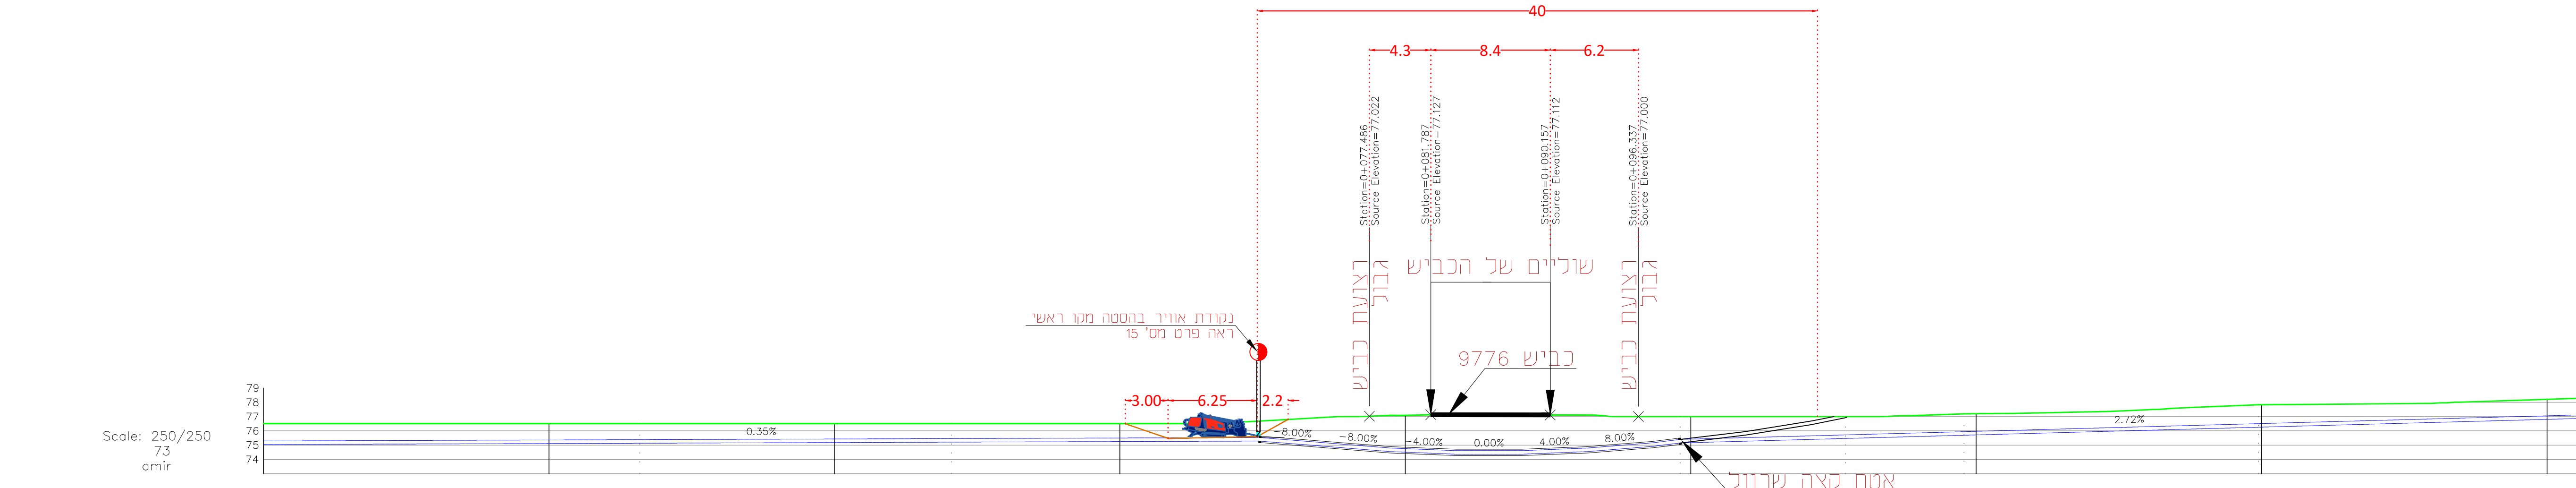 40
4.3 8.4 6.2
Station=0+077.486
Source Elevation=77.022
Station=0+081.787
Source Elevation=77.127
Station=0+090.157
Source Elevation=77.112
Station=0+096.337
Source Elevation=77.000
גבול
רצועת כביש
שוליים של הכביש
גבול
רצועת כביש
נקודת אוויר בהסטה מקו ראשי
ראה פרט מס' 15
כביש 9776
3.00 6.25 2.2
79
78
77
76
75
74
Scale: 250/250
73
amir
0.35%
-8.00%
-8.00%
-4.00%
0.00%
4.00%
8.00%
2.72%
אטם קצה שרוול